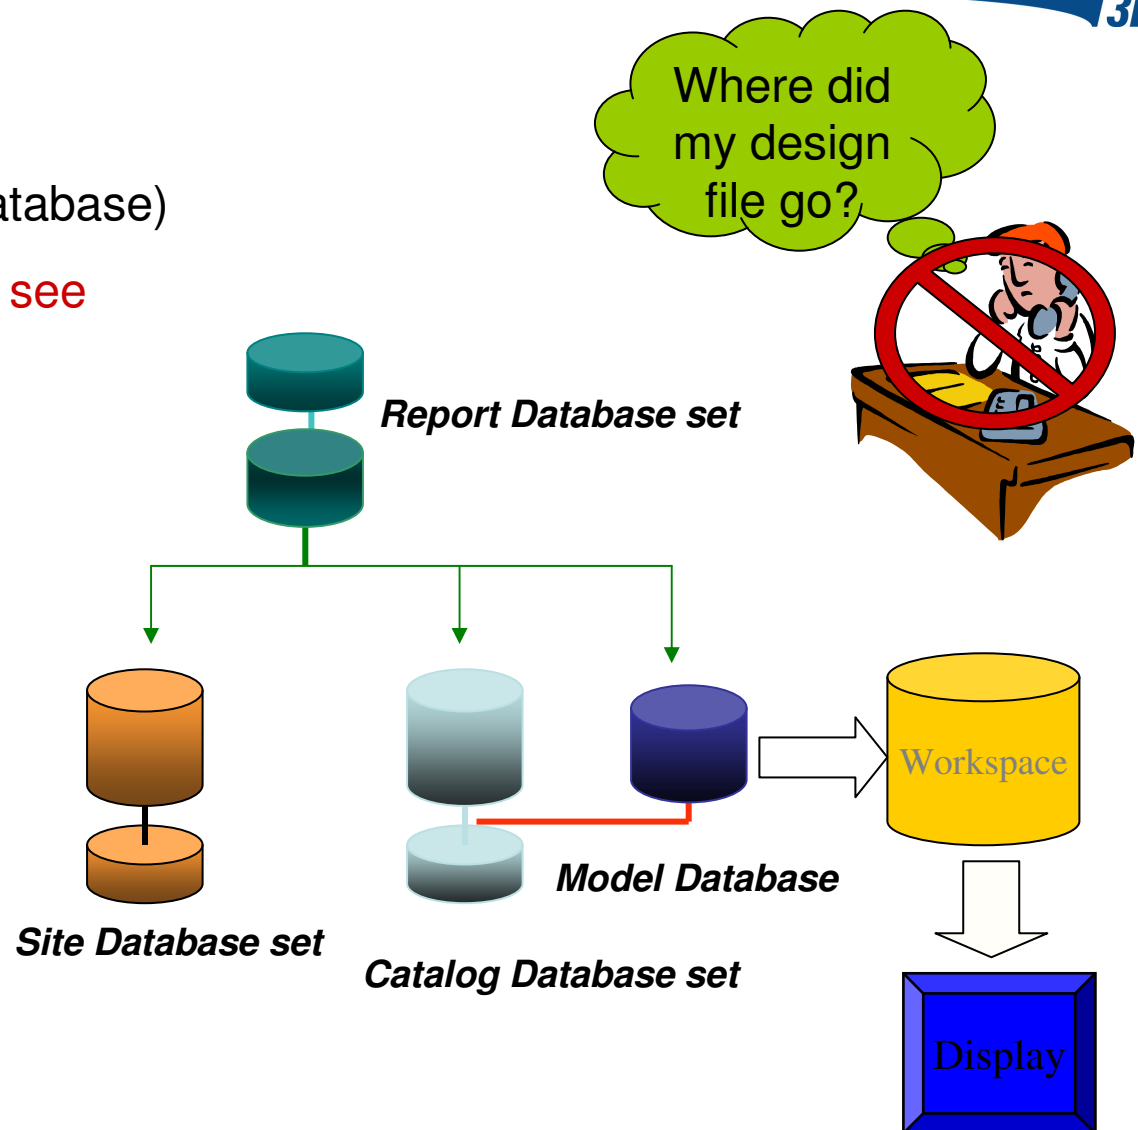 Where did
my design
file go?
atabase)
see
Report Database set
Workspace
Model Database
Site Database set
Catalog Database set
Display